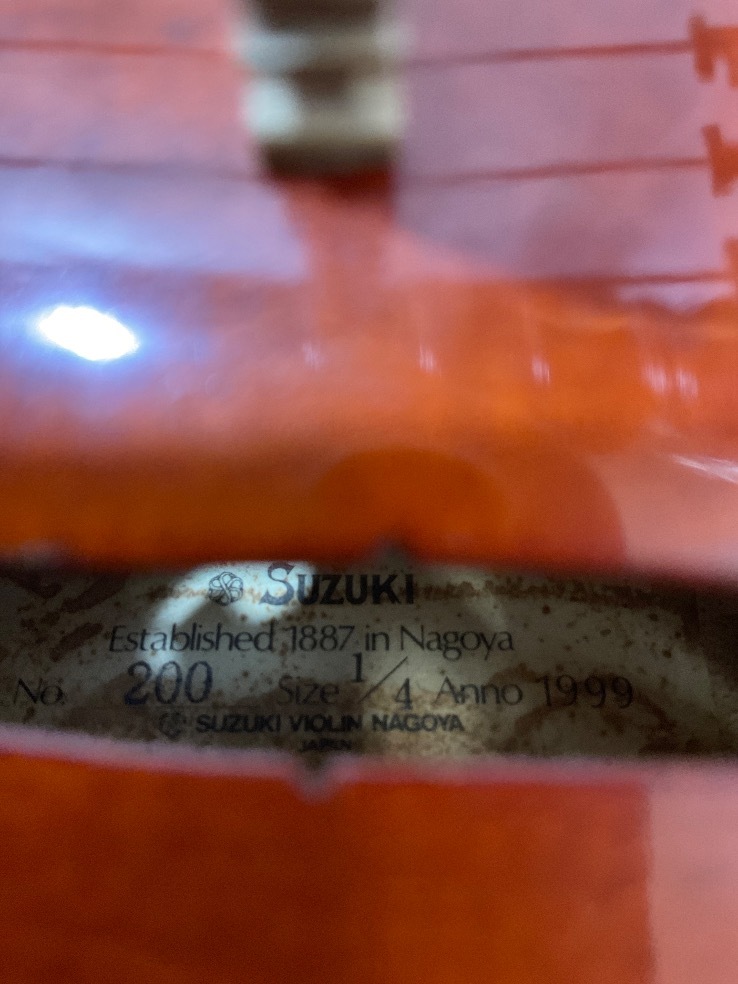 SUZUKI
Established 1887 in Nagoya
No. 200 Size 1/4 Anno 1999
SUZUKI VIOLIN NAGOYA
JAPAN